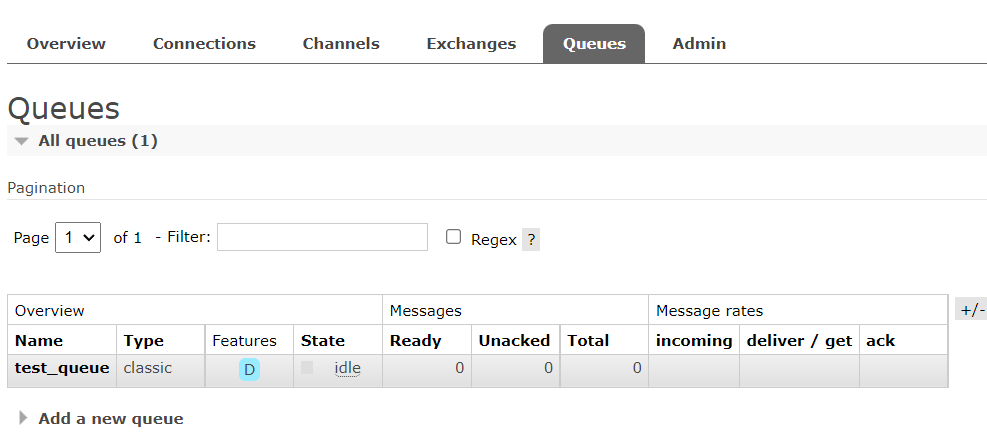 Overview Connections Channels Exchanges Queues Admin
Queues
All queues (1)
Pagination
Page 1 of 1 - Filter: Regex ?
Overview Messages Message rates +/-
Name Type Features State Ready Unacked Total incoming deliver / get ack
test_queue classic D idle 0 0 0
Add a new queue